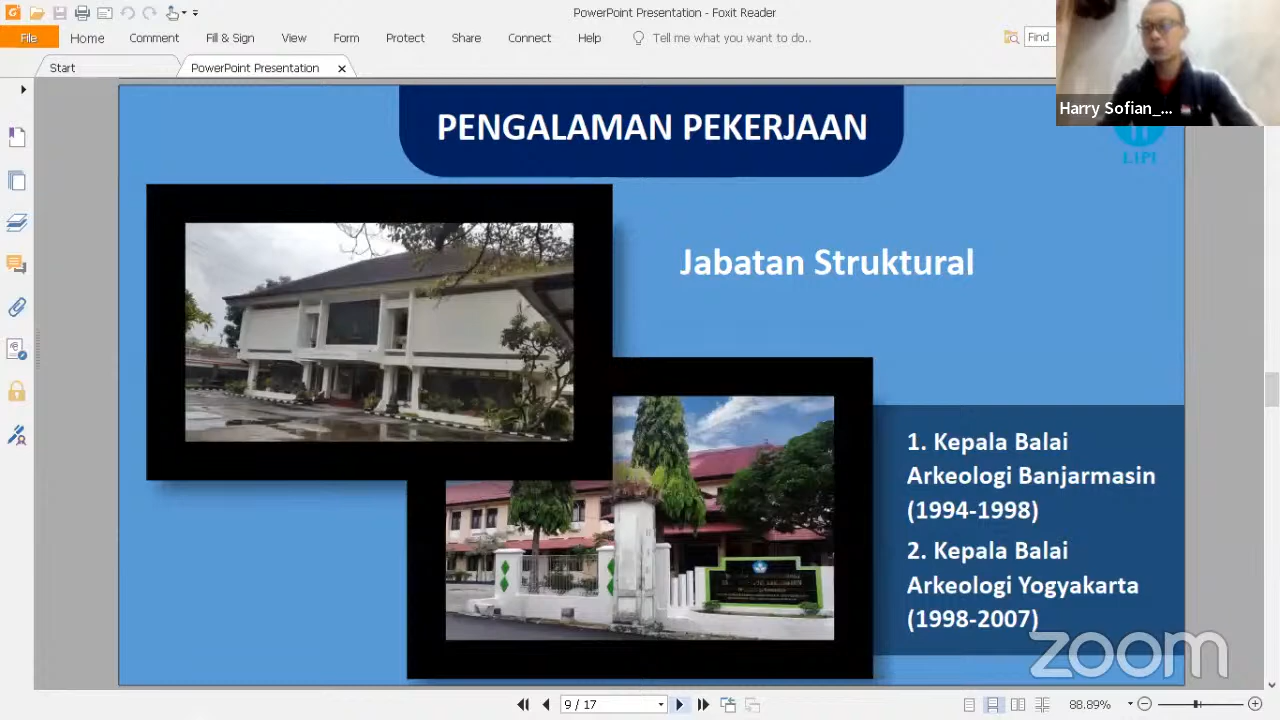 PowerPoint Presentation - Foxit Reader
File
Home
Comment
Fill & Sign
View
Form
Protect
Share
Connect
Help
Tell me what you want to do..
Find
Start
PowerPoint Presentation
Harry Sofian_...
PENGALAMAN PEKERJAAN
LIPI
Jabatan Struktural
1. Kepala Balai
Arkeologi Banjarmasin
(1994-1998)
2. Kepala Balai
Arkeologi Yogyakarta
(1998-2007)
zoom
9 / 17
88.89%